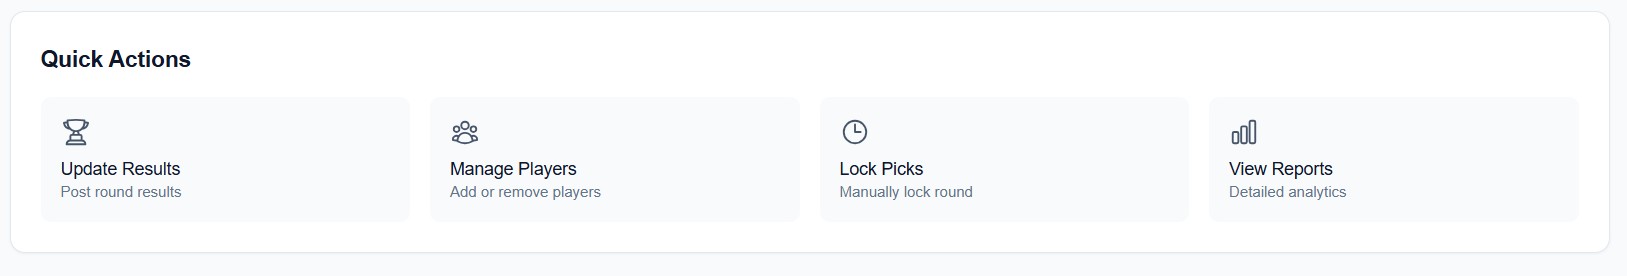 Quick Actions
Update Results
Post round results
Manage Players
Add or remove players
Lock Picks
Manually lock round
View Reports
Detailed analytics